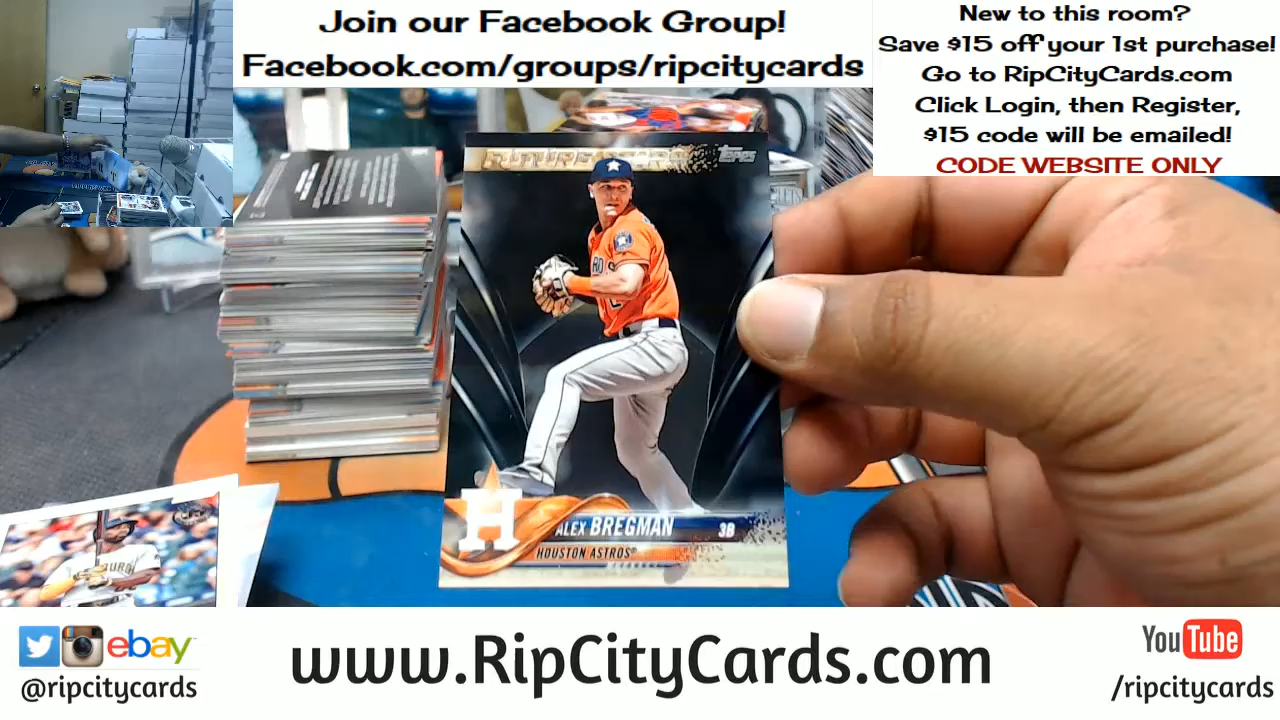 Join our Facebook Group!
Facebook.com/groups/ripcitycards
New to this room?
Save $15 off your 1st purchase!
Go to RipCityCards.com
Click Login, then Register,
$15 code will be emailed!
CODE WEBSITE ONLY
FUTURE STARS
Topps
H
ALEX BREGMAN 3B
HOUSTON ASTROS
ebay
@ripcitycards
www.RipCityCards.com
YouTube
/ripcitycards